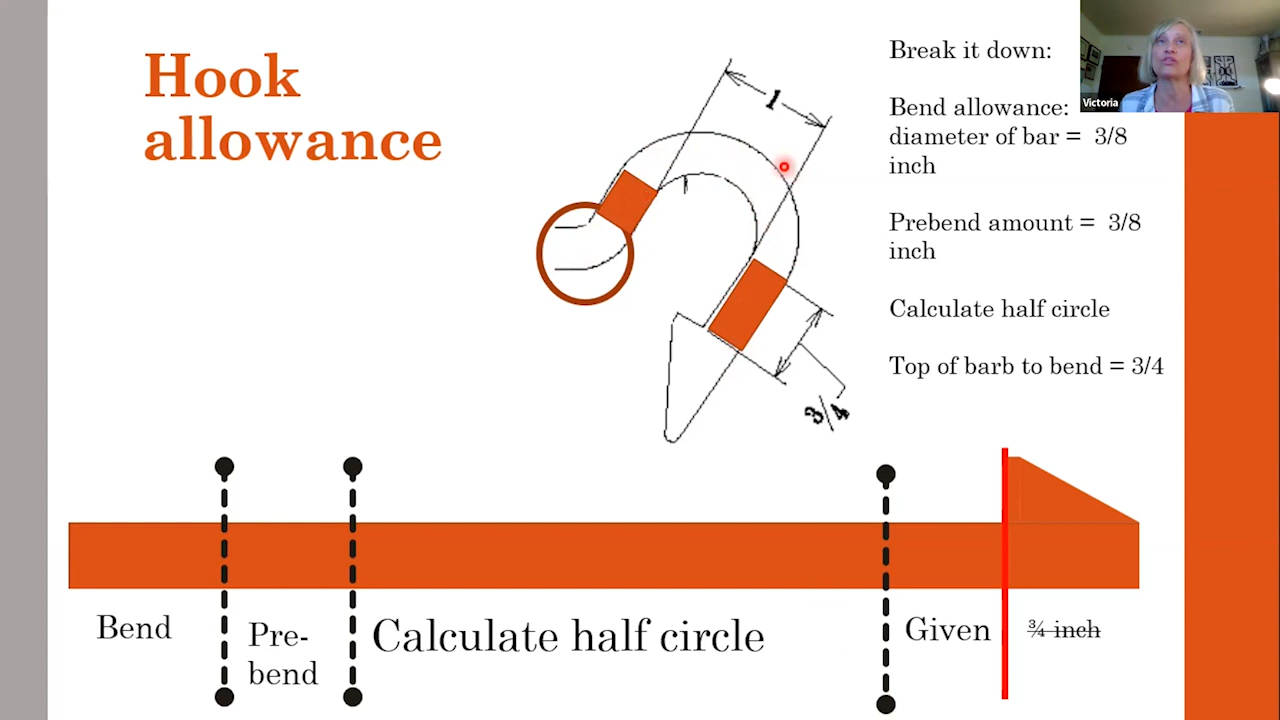 Hook
allowance
1
3/4
Break it down:
Bend allowance:
diameter of bar = 3/8
inch
Prebend amount = 3/8
inch
Calculate half circle
Top of barb to bend = 3/4
Victoria
Bend
Pre-
bend
Calculate half circle
Given
¾ inch